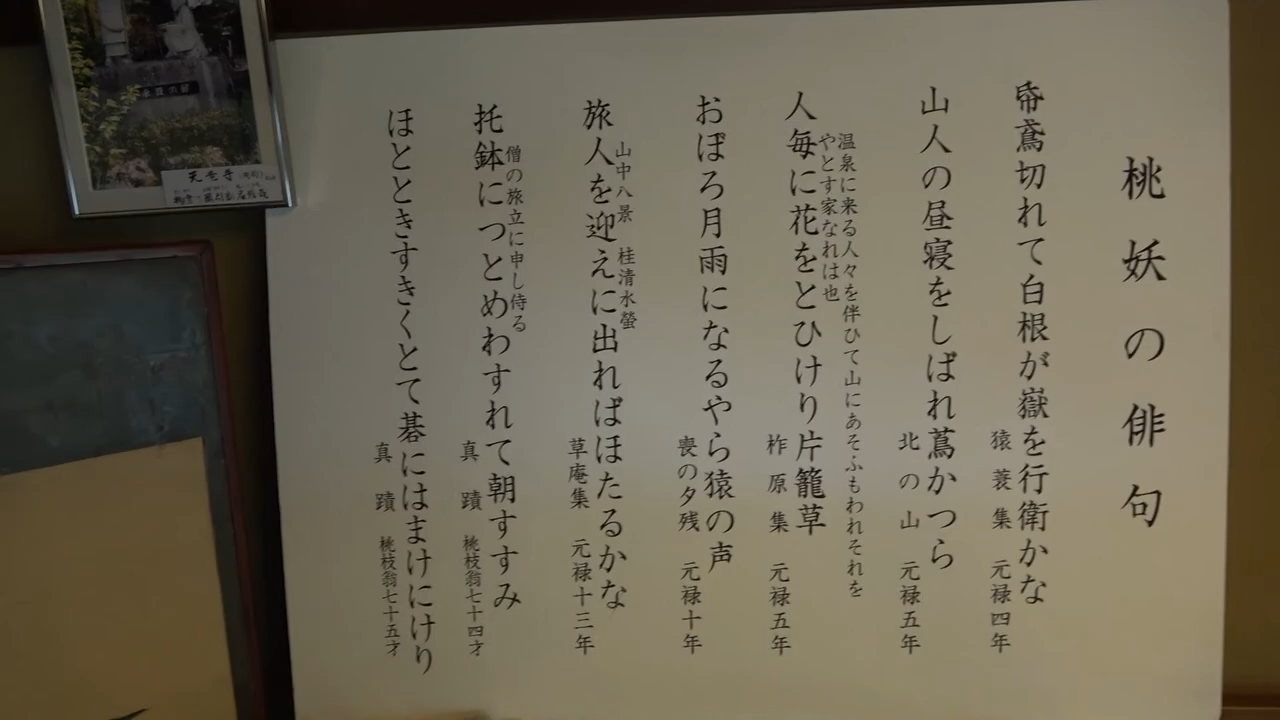 桃妖の俳句
帋鳶切れて白根が嶽を行衛かな
猿蓑集 元禄四年
山人の昼寝をしばれ蔦かつら
北の山 元禄五年
温泉に来る人々を伴ひて山にあそふもわれそれを
やとす家なれは也
人毎に花をとひけり片籠草
柞原集 元禄五年
おぼろ月雨になるやら猿の声
喪の夕残 元禄十年
山中八景 桂清水螢
旅人を迎えに出ればほたるかな
草庵集 元禄十三年
僧の旅立に申し侍る
托鉢につとめわすれて朝すすみ
真蹟 桃枝翁七十四才
ほととときすきくとて碁にはまけにけり
真蹟 桃枝翁七十五才